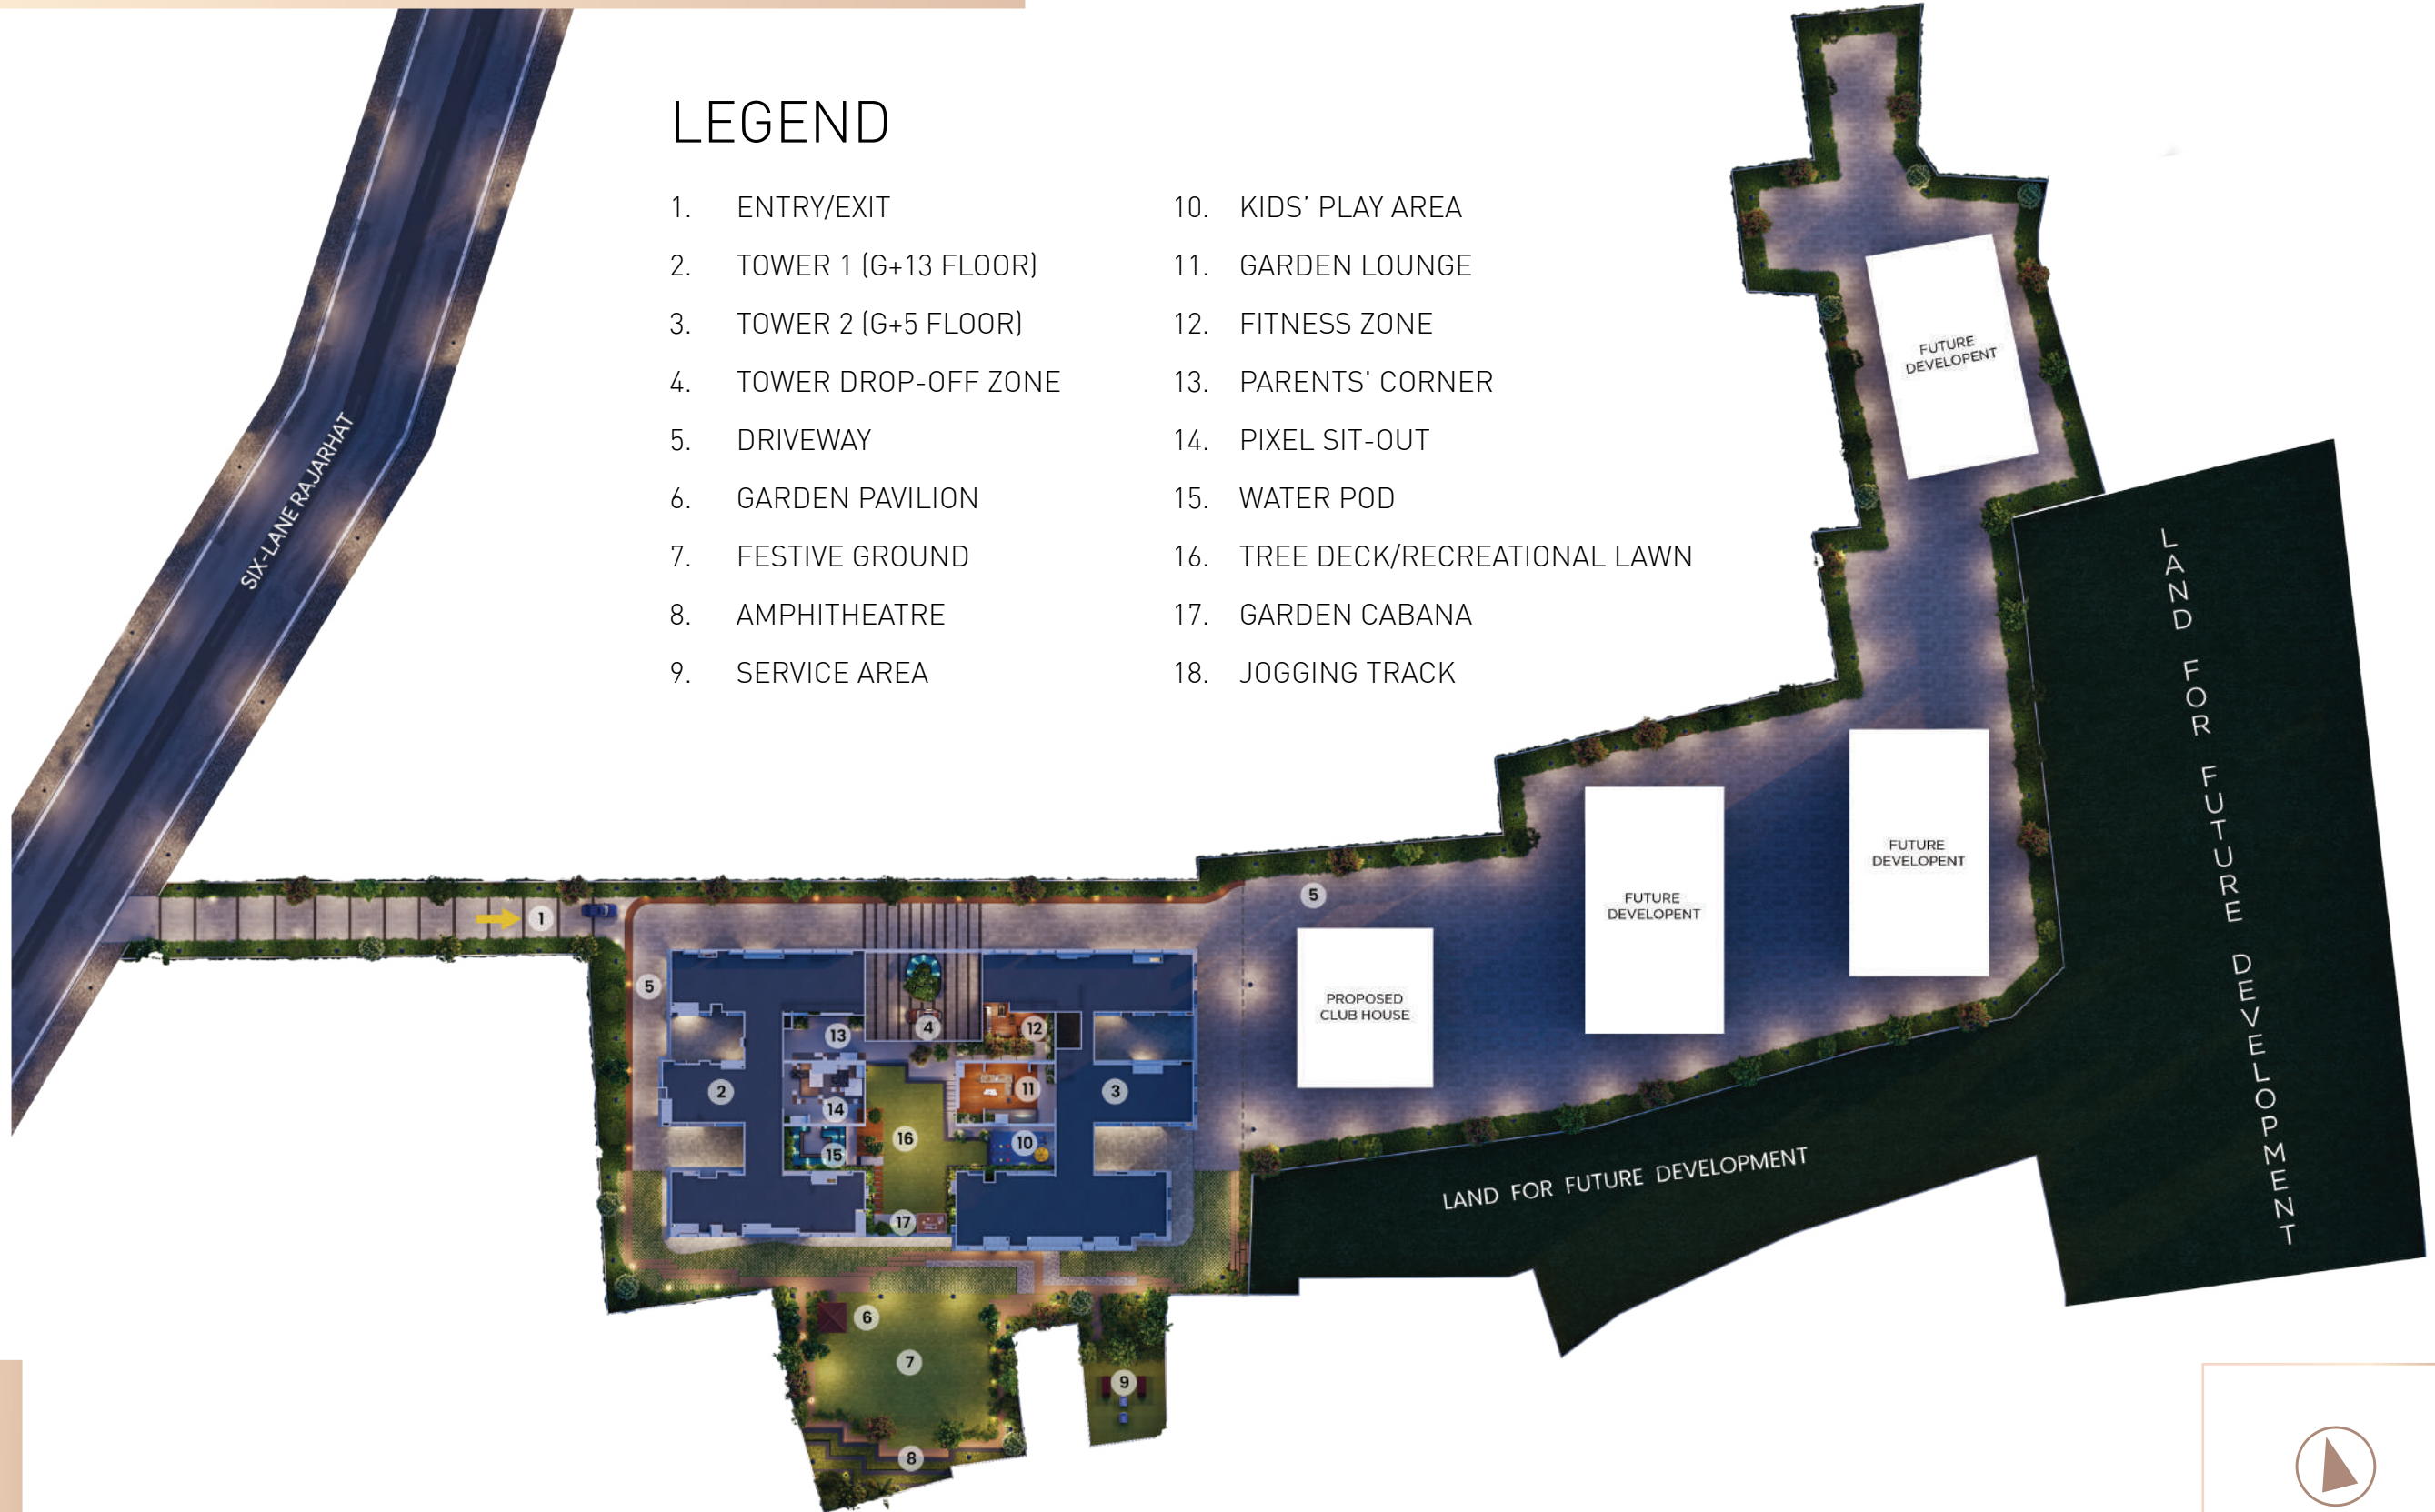 LEGEND
1. ENTRY/EXIT
2. TOWER 1 (G+13 FLOOR)
3. TOWER 2 (G+5 FLOOR)
4. TOWER DROP-OFF ZONE
5. DRIVEWAY
6. GARDEN PAVILION
7. FESTIVE GROUND
8. AMPHITHEATRE
9. SERVICE AREA
10. KIDS' PLAY AREA
11. GARDEN LOUNGE
12. FITNESS ZONE
13. PARENTS' CORNER
14. PIXEL SIT-OUT
15. WATER POD
16. TREE DECK/RECREATIONAL LAWN
17. GARDEN CABANA
18. JOGGING TRACK
SIX-LANE RAJARHAT
FUTURE
DEVELOPENT
LAND FOR FUTURE DEVELOPMENT
FUTURE
DEVELOPENT
FUTURE
DEVELOPENT
PROPOSED
CLUB HOUSE
LAND FOR FUTURE DEVELOPMENT
1
5
5
4
12
13
2
11
3
14
16
10
15
17
6
7
9
8